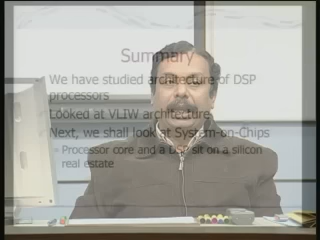 Summary
We have studied architecture of DSP
processors
Looked at VLIW architecture
Next, we shall look at System-on-Chips
Processor core and a DSP sit on a silicon
real estate